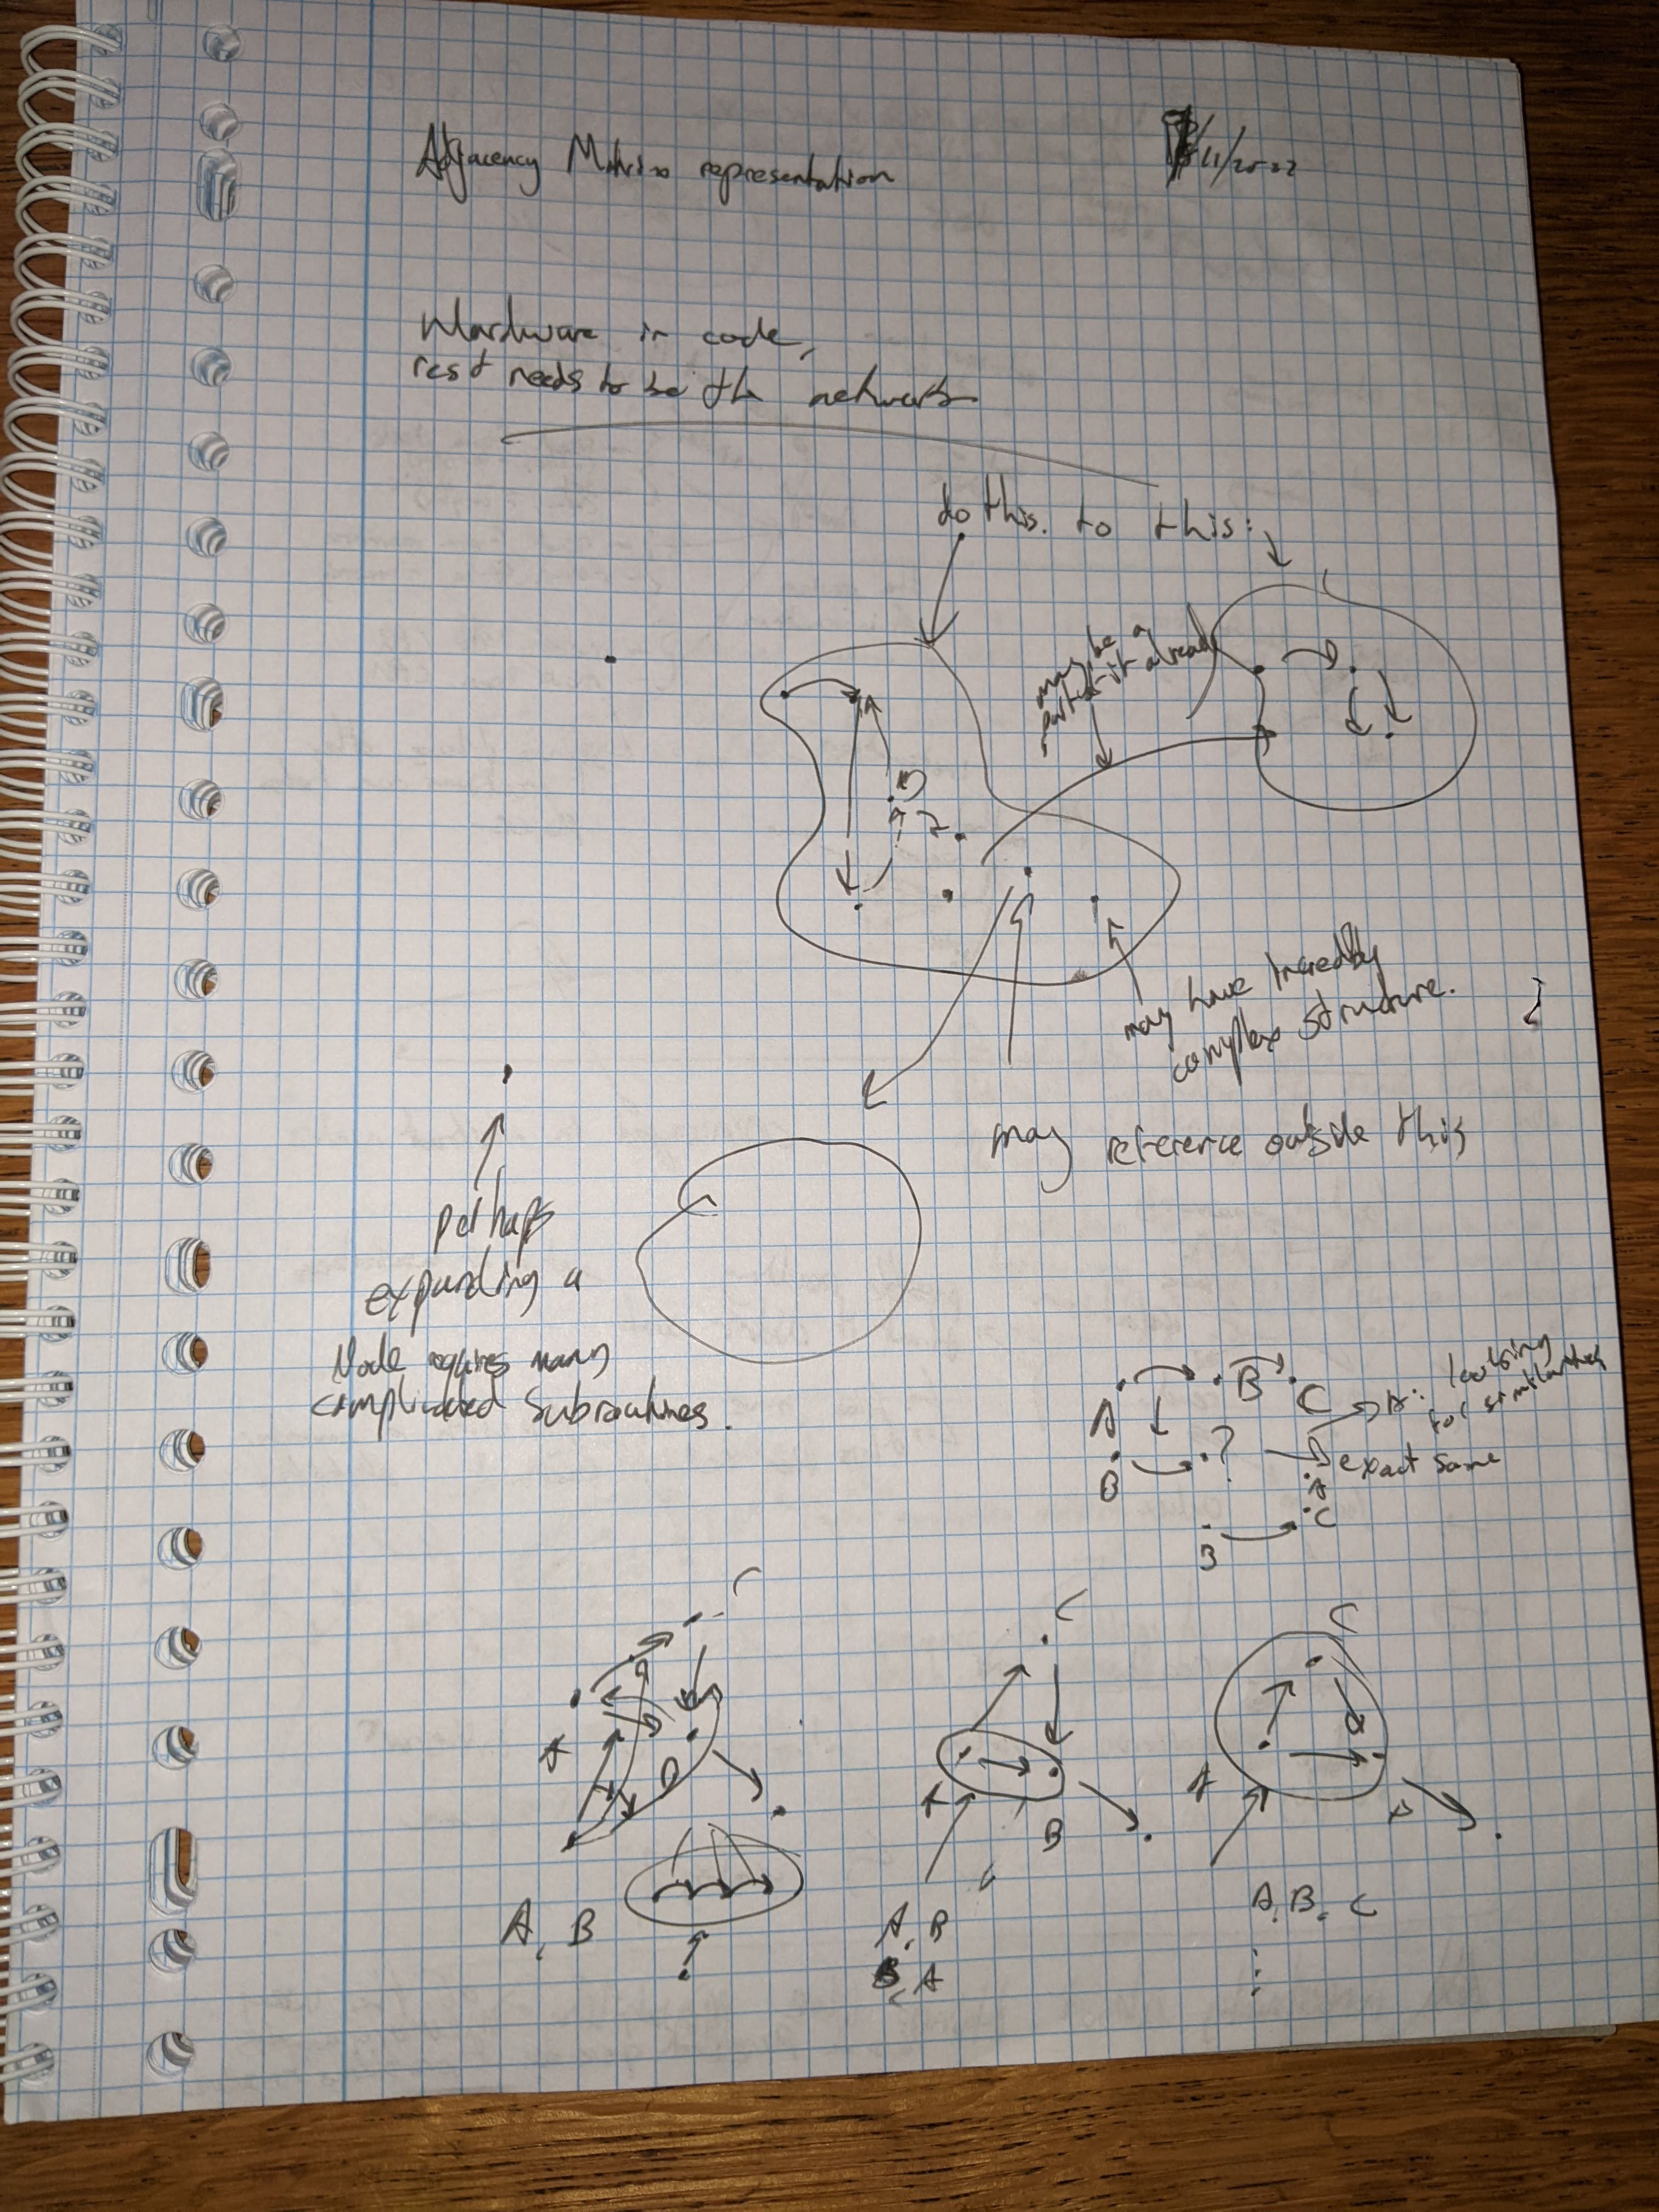 Adjacency Matrix representation
11/20-22
Hardware in code,
rest needs to be the network
do this. to this:
may be a
part of it already
may have incredibly
complex structure.
may reference outside this
perhaps
expanding a
Node requires many
complicated subroutines.
A B C
A: looking
for similarities
B ?
exact same
A
C
B
C
A
C
A
B
C
A
A, B
A, B
B, A
A, B, C